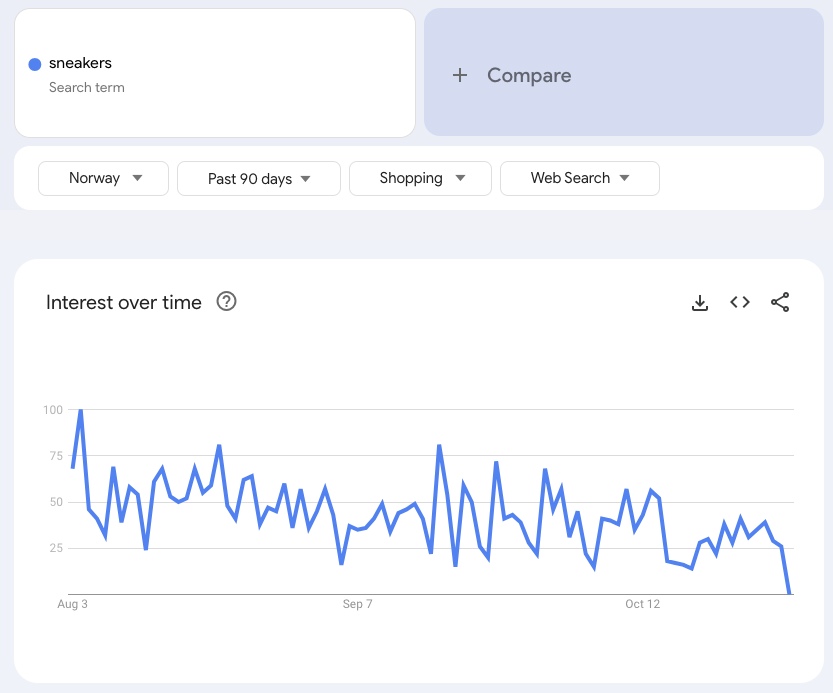 sneakers
Search term
+ Compare
Norway
Past 90 days
Shopping
Web Search
Interest over time ?
100
75
50
25
Aug 3
Sep 7
Oct 12